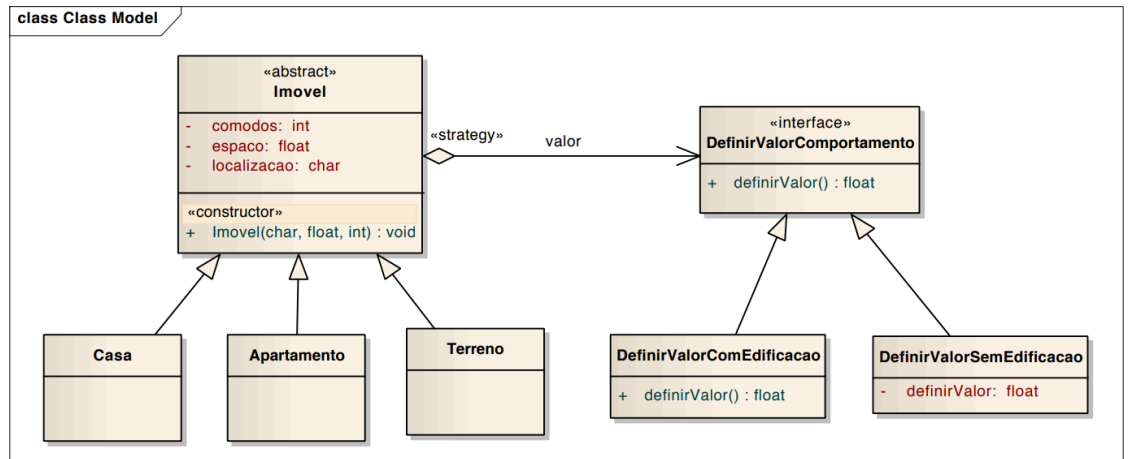 class Class Model
«abstract»
Imovel
- comodos: int
- espaco: float
- localizacao: char
«constructor»
+ Imovel(char, float, int) : void
«strategy»
valor
«interface»
DefinirValorComportamento
+ definirValor() : float
Casa
Apartamento
Terreno
DefinirValorComEdificacao
+ definirValor() : float
DefinirValorSemEdificacao
- definirValor: float